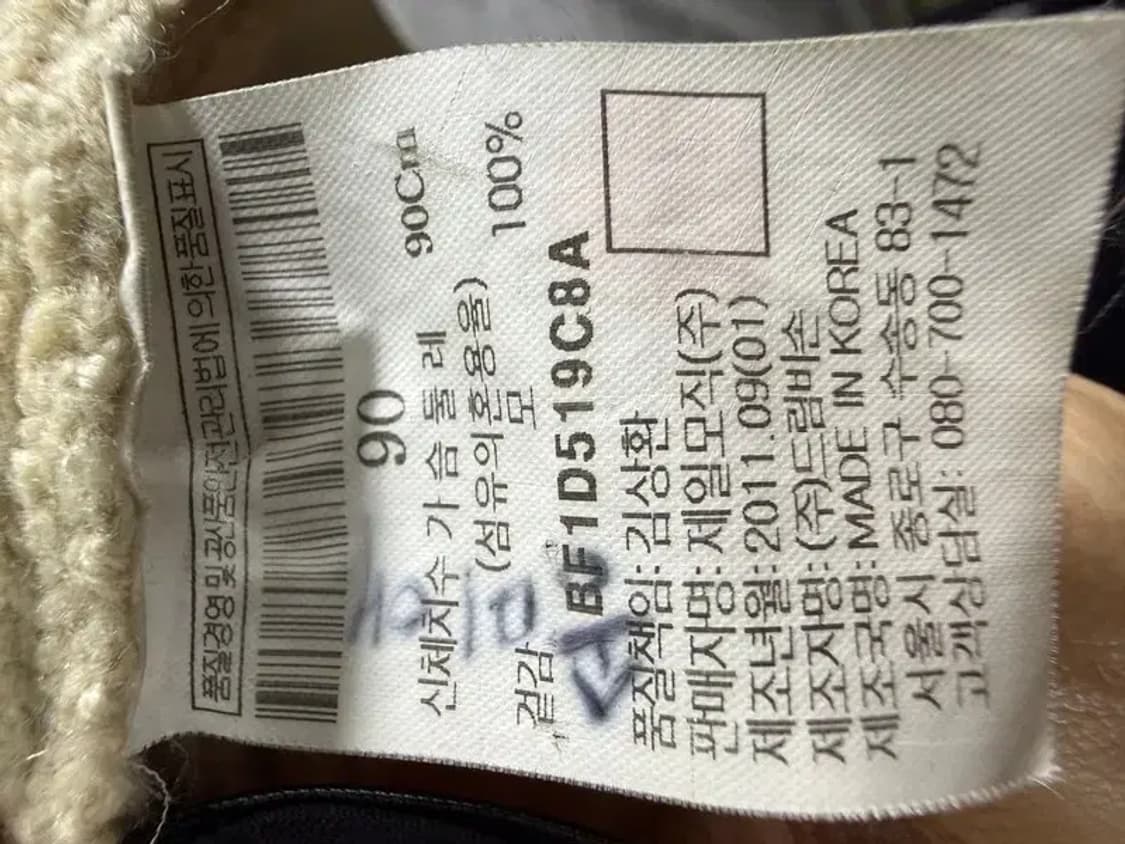 품질경영 및 공산품안전관리법에 의한 품질표시
90
신체치수 가슴둘레 90Cm
(섬유의혼용율)
겉감 모 100%
BF1D519C8A
품질책임: 김상환
판매자명: 제일모직(주)
제조년월: 2011.09(01)
제조자명: (주)드림비손
제조국명: MADE IN KOREA
서울시 종로구 수송동 83-1
고객상담실: 080-700-1472